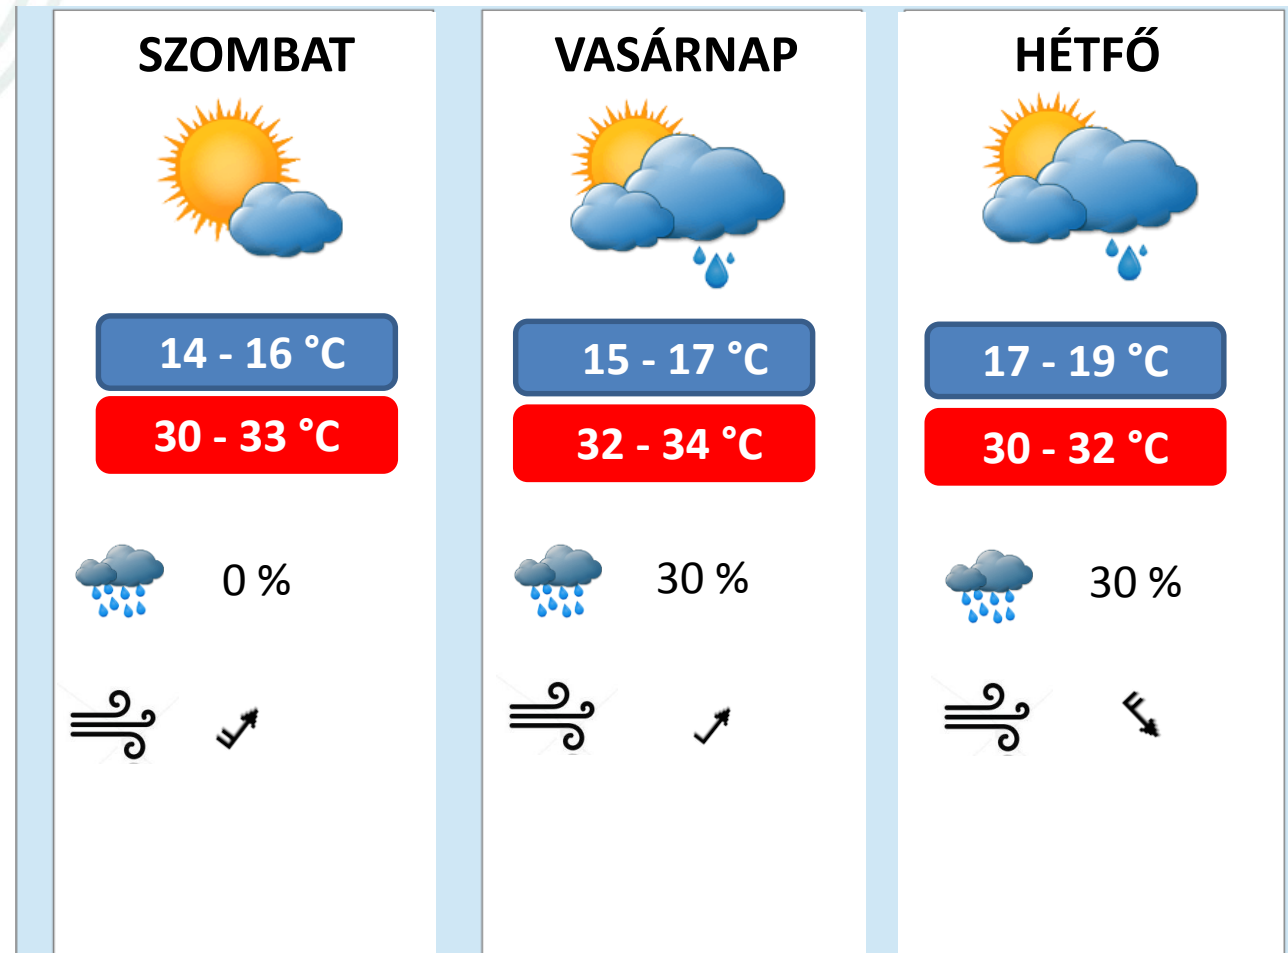 SZOMBAT
14 - 16 °C
30 - 33 °C
0 %
VASÁRNAP
15 - 17 °C
32 - 34 °C
30 %
HÉTFŐ
17 - 19 °C
30 - 32 °C
30 %